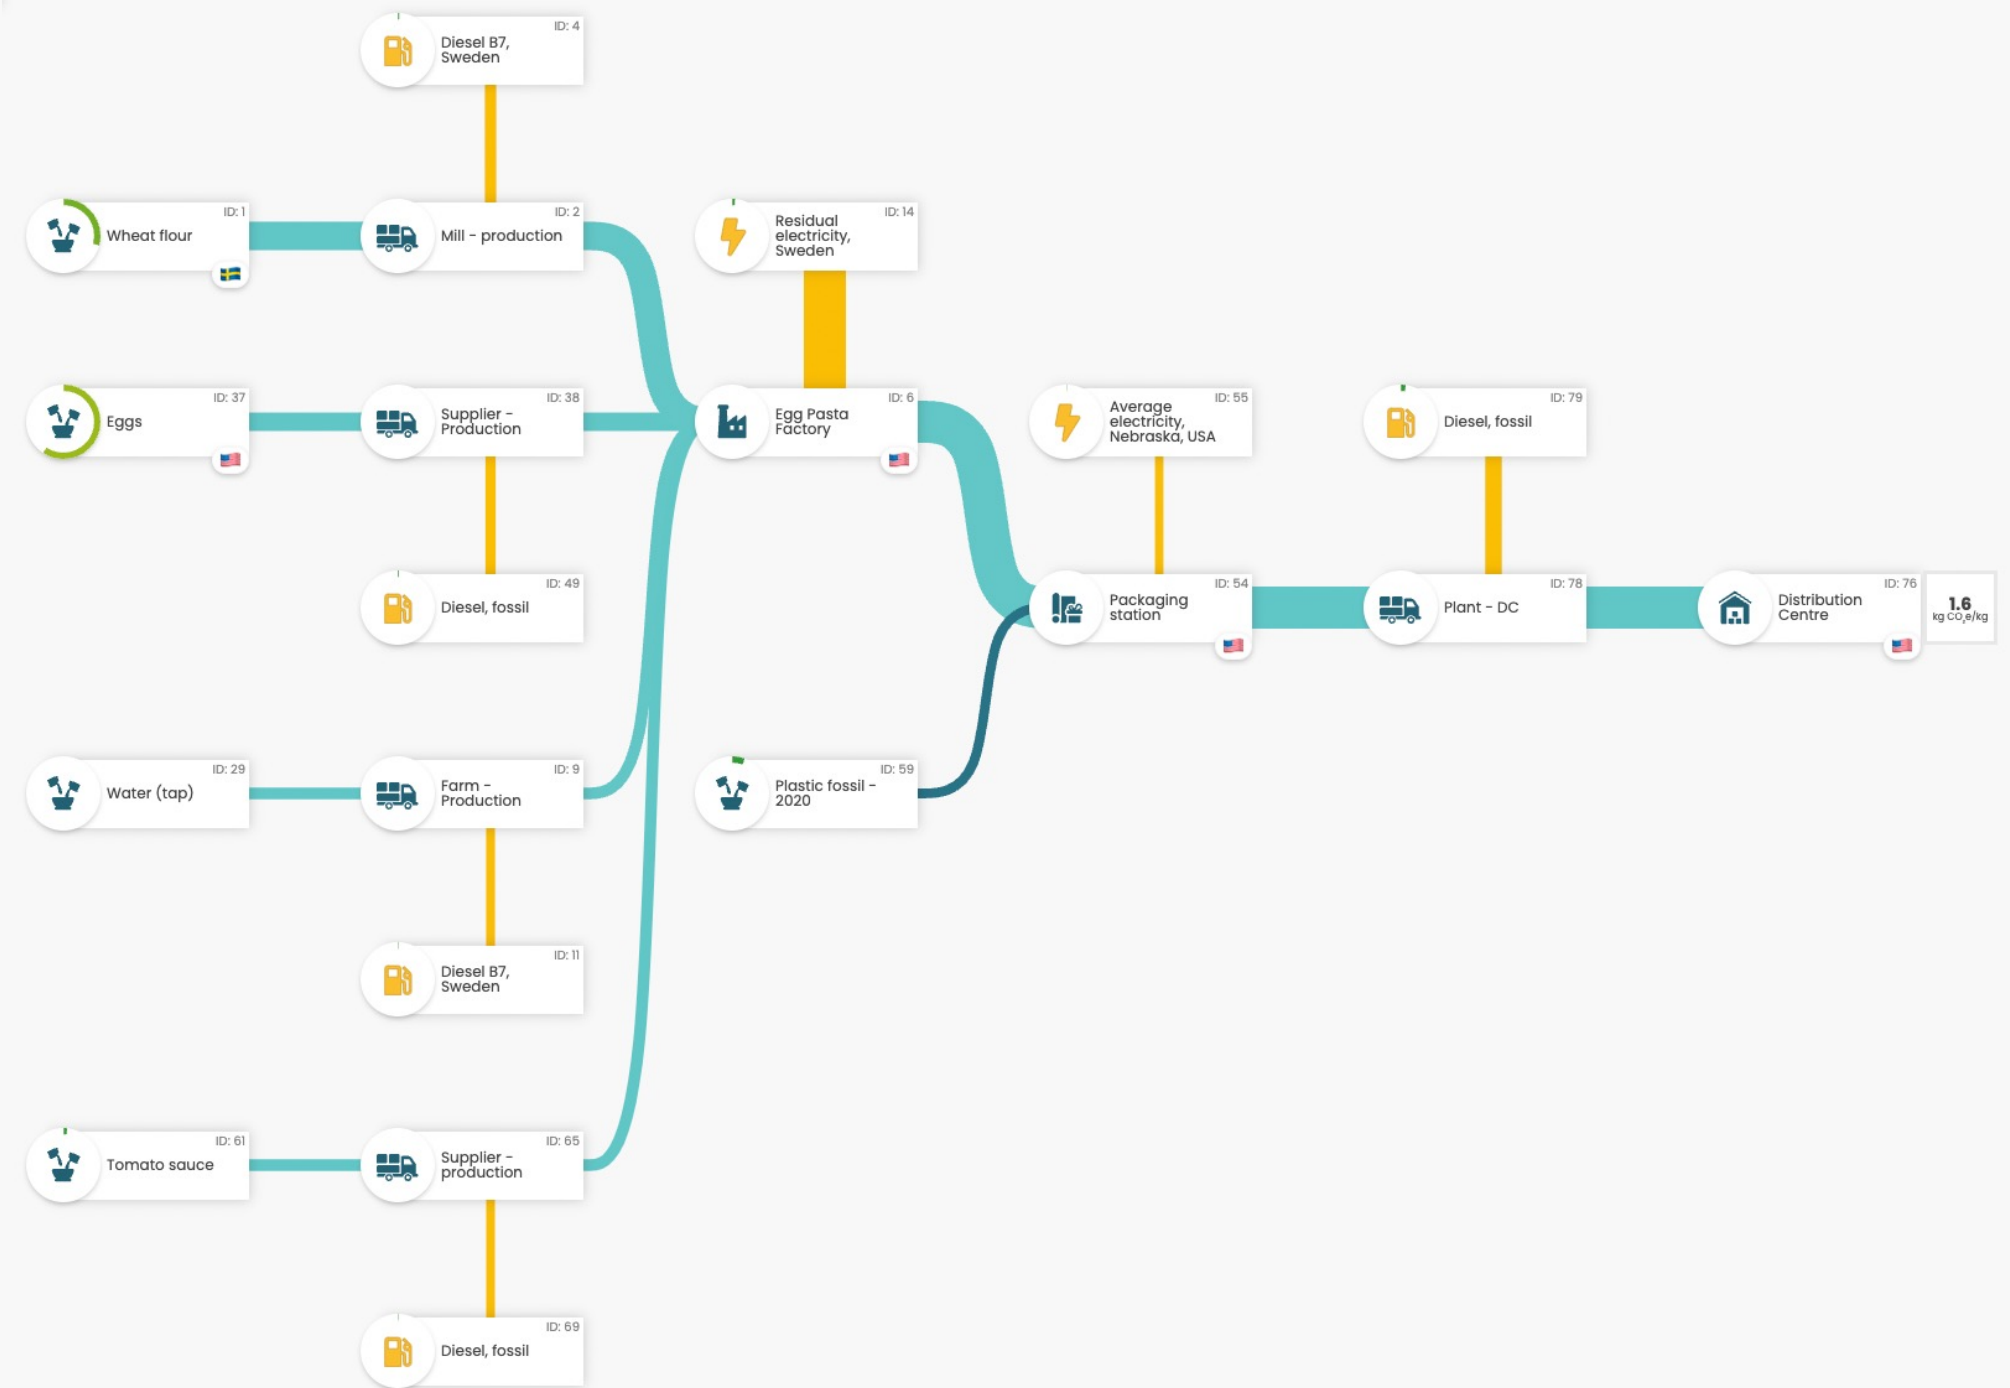 ID: 4
Diesel B7,
Sweden
ID: 1
Wheat flour
ID: 2
Mill - production
ID: 14
Residual
electricity,
Sweden
ID: 37
Eggs
ID: 38
Supplier -
Production
ID: 6
Egg Pasta
Factory
ID: 55
Average
electricity,
Nebraska, USA
ID: 79
Diesel, fossil
ID: 49
Diesel, fossil
ID: 54
Packaging
station
ID: 78
Plant - DC
ID: 76
Distribution
Centre
1.6
kg CO₂e/kg
ID: 29
Water (tap)
ID: 9
Farm -
Production
ID: 59
Plastic fossil -
2020
ID: 11
Diesel B7,
Sweden
ID: 61
Tomato sauce
ID: 65
Supplier -
production
ID: 69
Diesel, fossil